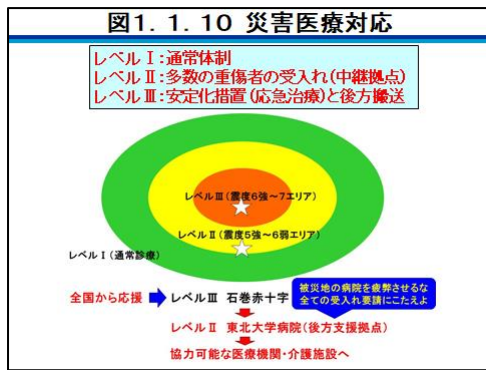 図1. 1. 10 災害医療対応
レベルⅠ:通常体制
レベルⅡ:多数の重傷者の受入れ(中継拠点)
レベルⅢ:安定化措置(応急治療)と後方搬送
レベルⅢ(震度6強～7エリア)
レベルⅡ(震度5強～6弱エリア)
レベルⅠ(通常診療)
全国から応援
レベルⅢ 石巻赤十字
被災地の病院を疲弊させるな
全ての受入れ要請にこたえよ
レベルⅡ 東北大学病院(後方支援拠点)
協力可能な医療機関・介護施設へ